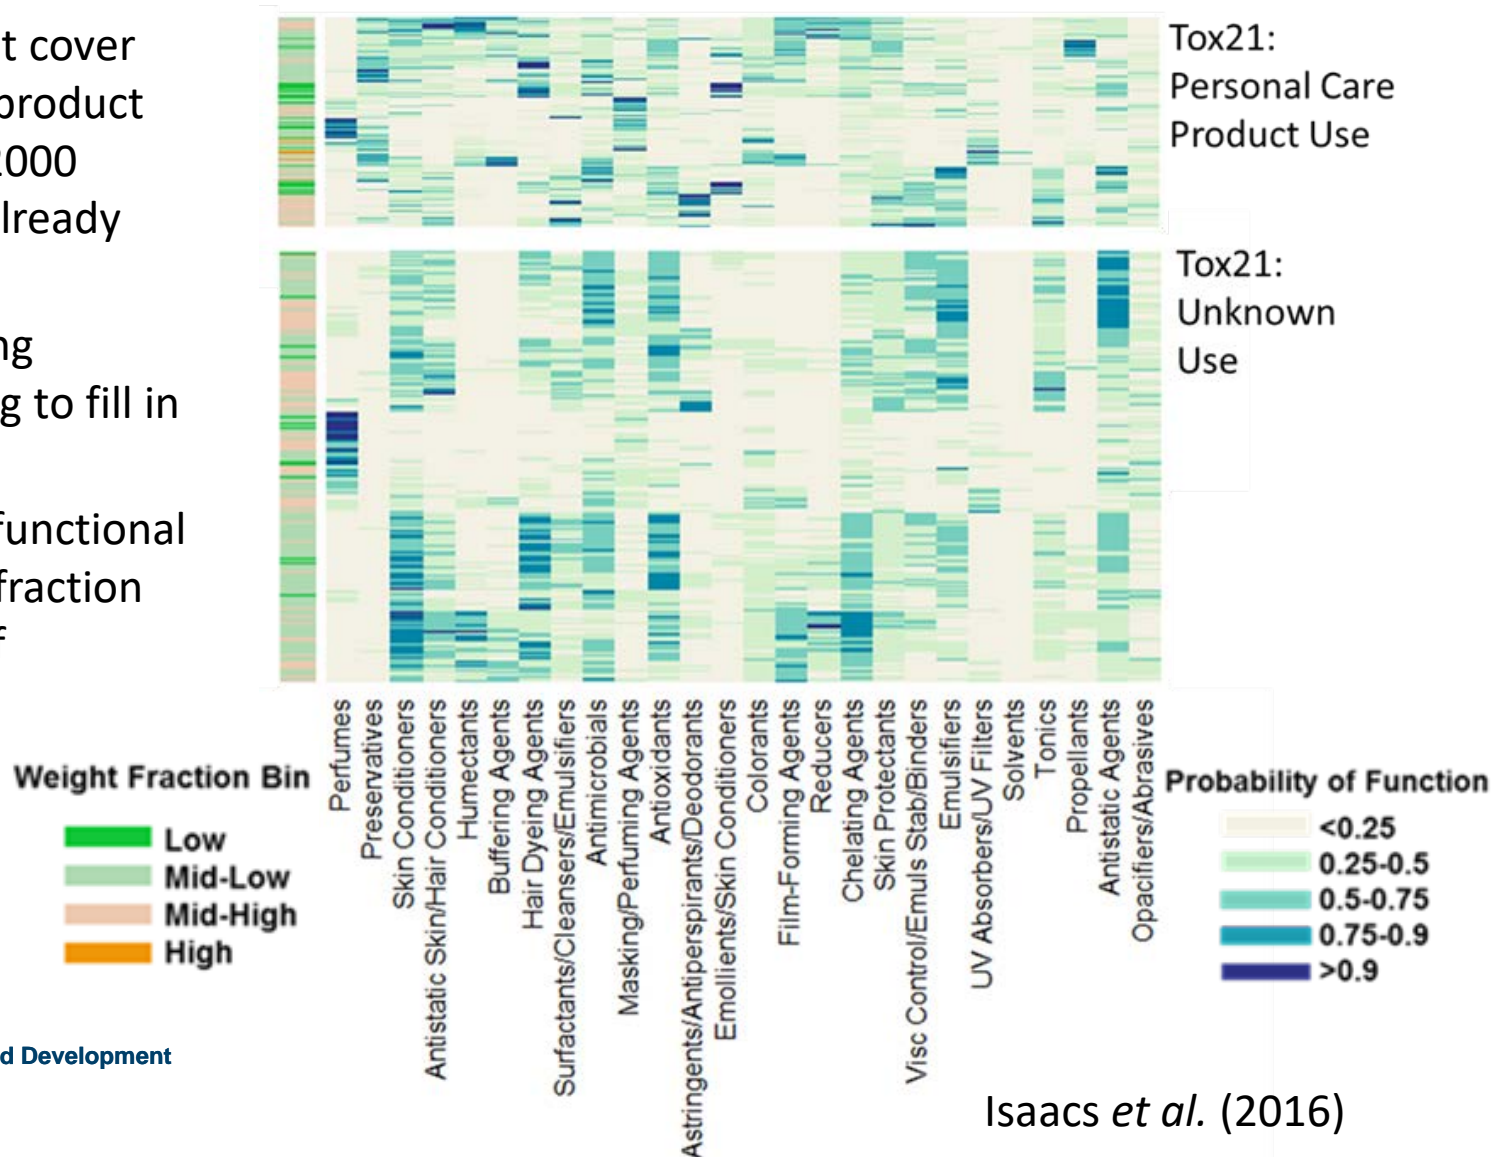 t cover
product
2000
already
ng
g to fill in
functional
fraction
f
Tox21:
Personal Care
Product Use
Tox21:
Unknown
Use
Perfumes
Preservatives
Skin Conditioners
Antistatic Skin/Hair Conditioners
Humectants
Buffering Agents
Hair Dyeing Agents
Surfactants/Cleansers/Emulsifiers
Antimicrobials
Masking/Perfuming Agents
Antioxidants
Astringents/Antiperspirants/Deodorants
Emollients/Skin Conditioners
Colorants
Film-Forming Agents
Reducers
Chelating Agents
Skin Protectants
Visc Control/Emuls Stab/Binders
Emulsifiers
UV Absorbers/UV Filters
Solvents
Tonics
Propellants
Antistatic Agents
Opacifiers/Abrasives
Weight Fraction Bin
Low
Mid-Low
Mid-High
High
Probability of Function
<0.25
0.25-0.5
0.5-0.75
0.75-0.9
>0.9
d Development
Isaacs et al. (2016)